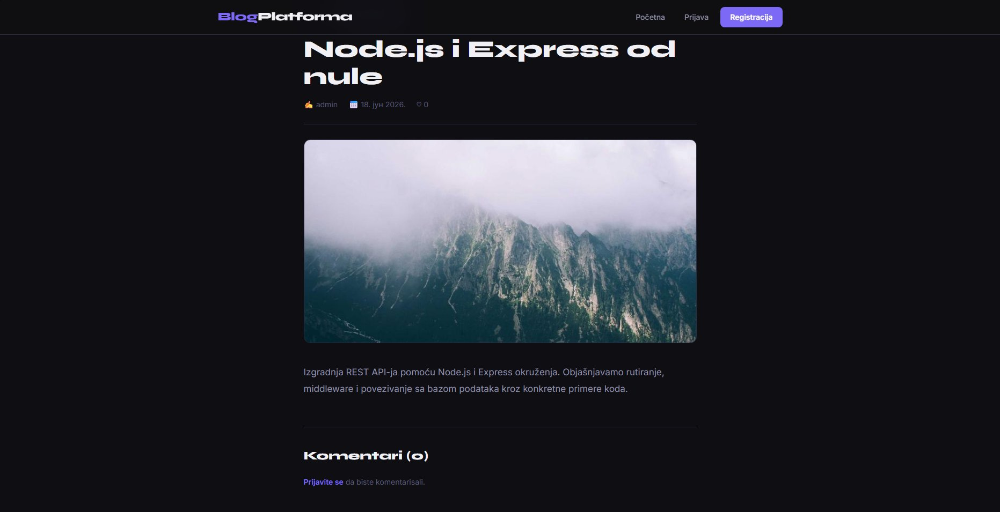 BlogPlatforma
Početna Prijava Registracija
Node.js i Express od
nule
✍️ admin 📅 18. јун 2026. ♡ 0
Izgradnja REST API-ja pomoću Node.js i Express okruženja. Objašnjavamo rutiranje,
middleware i povezivanje sa bazom podataka kroz konkretne primere koda.
Komentari (0)
Prijavite se da biste komentarisali.